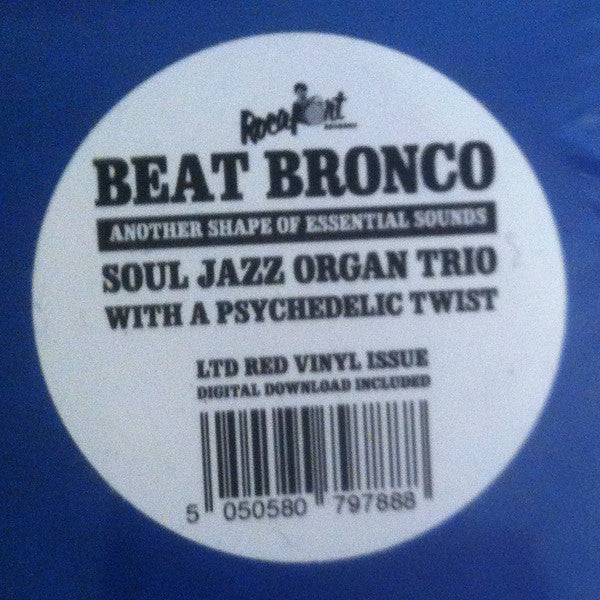 Rocafort
RECORDS
BEAT BRONCO
ANOTHER SHAPE OF ESSENTIAL SOUNDS
SOUL JAZZ ORGAN TRIO
WITH A PSYCHEDELIC TWIST
LTD RED VINYL ISSUE
DIGITAL DOWNLOAD INCLUDED
5 050580 797888